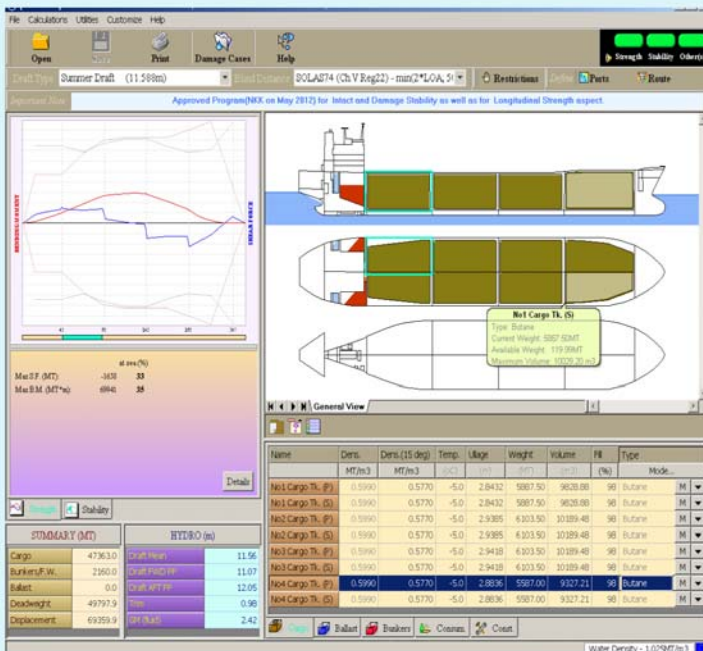 File Calculations Utilities Customize Help
Open Print Damage Cases Help
Strength Stability Other(s)
Draft Type Summer Draft (11.588m) SOLAS74 (Ch V Reg22) - min(2*LOA, 5( Restrictions Ports Route
Approved Program(NKK on May 2012) for Intact and Damage Stability as well as for Longitudinal Strength aspect.
BENDING MOMENT
No1 Cargo Tk. (S)
Type: Butane
Current Weight: 5887.50MT
Available Weight: 119.99MT
Maximum Volume: 10029.20 m3
at sea.(%)
Max S.F. (MT): -1638 33
Max B.M. (MT*m): 69941 35
Details
Strength Stability
General View
SUMMARY (MT)
Cargo 47363.0
Bunkers/F.W. 2160.0
Ballast 0.0
Deadweight 49797.9
Displacement 69359.9
HYDRO (m)
Draft Mean 11.56
Draft FWD PP 11.07
Draft AFT PP 12.05
Trim 0.98
GM (fluid) 2.42
Name Dens. Dens.(15 deg) Temp. Ullage Weight Volume Fill Type
MT/m3 MT/m3 (oC) (m) (MT) (m3) (%) Mode...
No1 Cargo Tk. (P) 0.5990 0.5770 -5.0 2.8432 5887.50 9828.88 98 Butane M
No1 Cargo Tk. (S) 0.5990 0.5770 -5.0 2.8432 5887.50 9828.88 98 Butane M
No2 Cargo Tk. (P) 0.5990 0.5770 -5.0 2.9385 6103.50 10189.48 98 Butane M
No2 Cargo Tk. (S) 0.5990 0.5770 -5.0 2.9385 6103.50 10189.48 98 Butane M
No3 Cargo Tk. (P) 0.5990 0.5770 -5.0 2.9418 6103.50 10189.48 98 Butane M
No3 Cargo Tk. (S) 0.5990 0.5770 -5.0 2.9418 6103.50 10189.48 98 Butane M
No4 Cargo Tk. (P) 0.5990 0.5770 -5.0 2.8836 5587.00 9327.21 98 Butane M
No4 Cargo Tk. (S) 0.5990 0.5770 -5.0 2.8836 5587.00 9327.21 98 Butane M
Cargo Ballast Bunkers Consum. Const.
Water Density - 1.025MT/m3